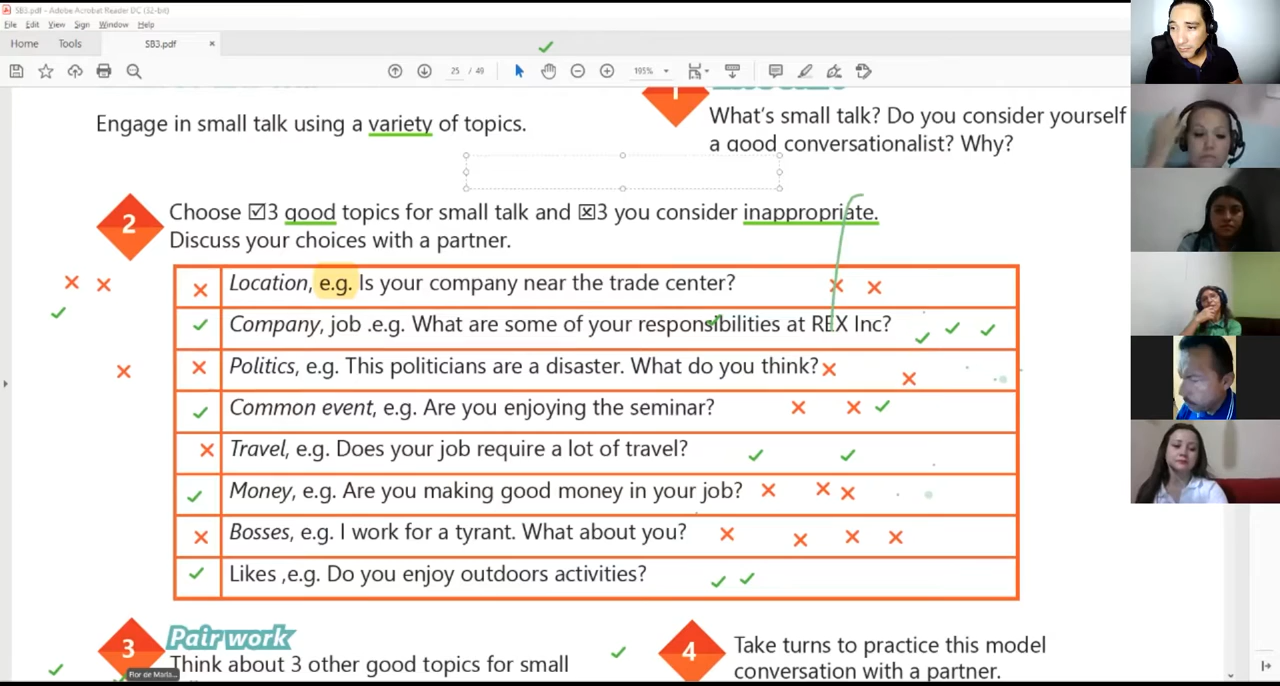 SB3.pdf - Adobe Acrobat Reader DC (32-bit)
File Edit View Sign Window Help
Home Tools SB3.pdf ×
25 / 49 195%
Engage in small talk using a variety of topics.
1
What's small talk? Do you consider yourself
a good conversationalist? Why?
2
Choose ☑3 good topics for small talk and ☒3 you consider inappropriate.
Discuss your choices with a partner.
Location, e.g. Is your company near the trade center?
Company, job .e.g. What are some of your responsibilities at REX Inc?
Politics, e.g. This politicians are a disaster. What do you think?
Common event, e.g. Are you enjoying the seminar?
Travel, e.g. Does your job require a lot of travel?
Money, e.g. Are you making good money in your job?
Bosses, e.g. I work for a tyrant. What about you?
Likes ,e.g. Do you enjoy outdoors activities?
3
Pair work
Think about 3 other good topics for small
Flor de Maria...
4
Take turns to practice this model
conversation with a partner.